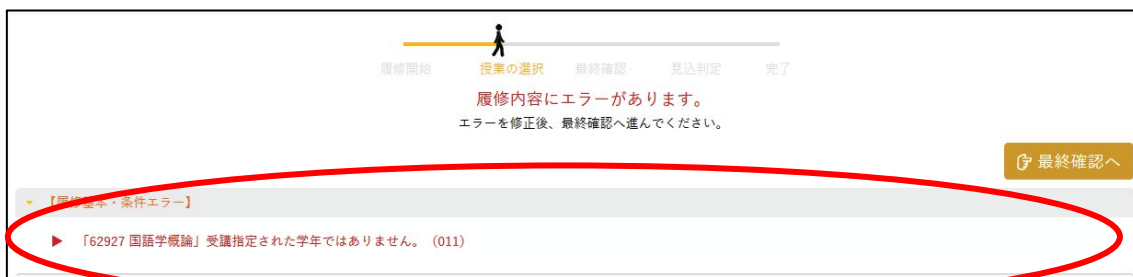 履修開始 授業の選択 最終確認 見込判定 完了
履修内容にエラーがあります。
エラーを修正後、最終確認へ進んでください。
最終確認へ
【履修基本・条件エラー】
「62927 国語学概論」受講指定された学年ではありません。（011）